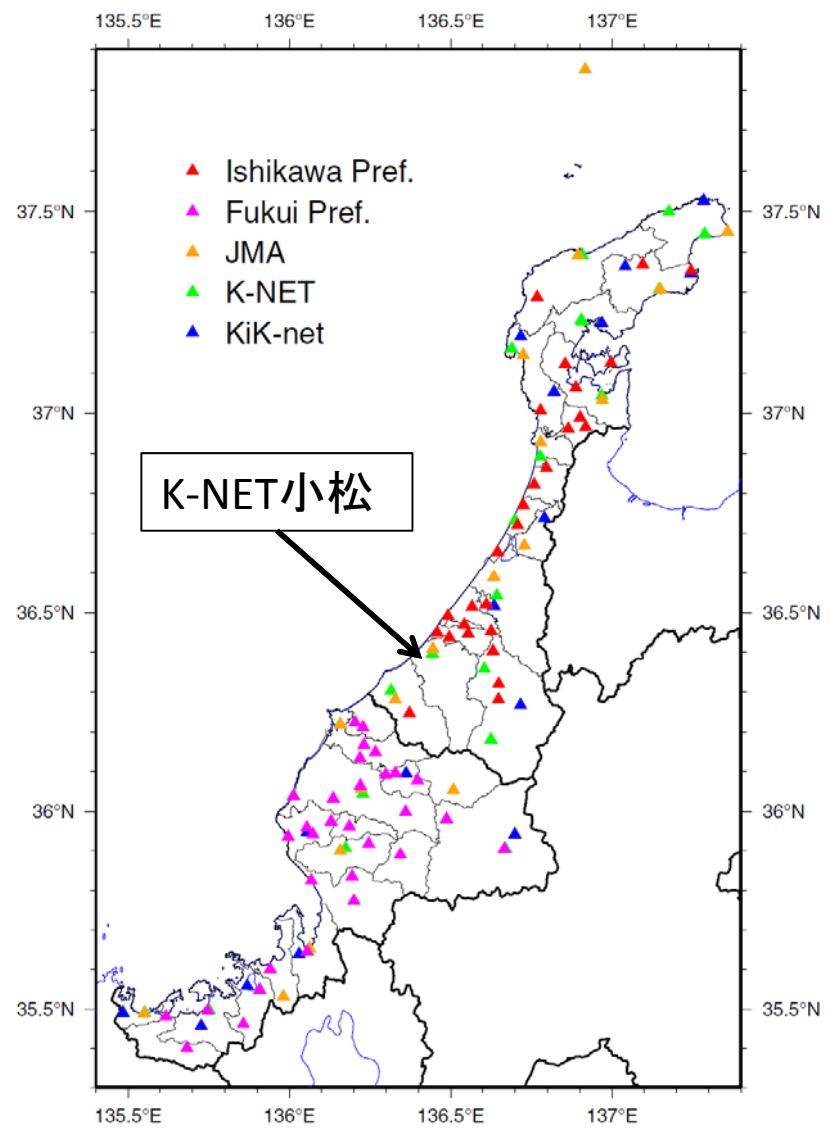 135.5°E 136°E 136.5°E 137°E
Ishikawa Pref.
Fukui Pref.
JMA
K-NET
KiK-net
37.5°N 37.5°N
37°N 37°N
K-NET小松
36.5°N 36.5°N
36°N 36°N
35.5°N 35.5°N
135.5°E 136°E 136.5°E 137°E